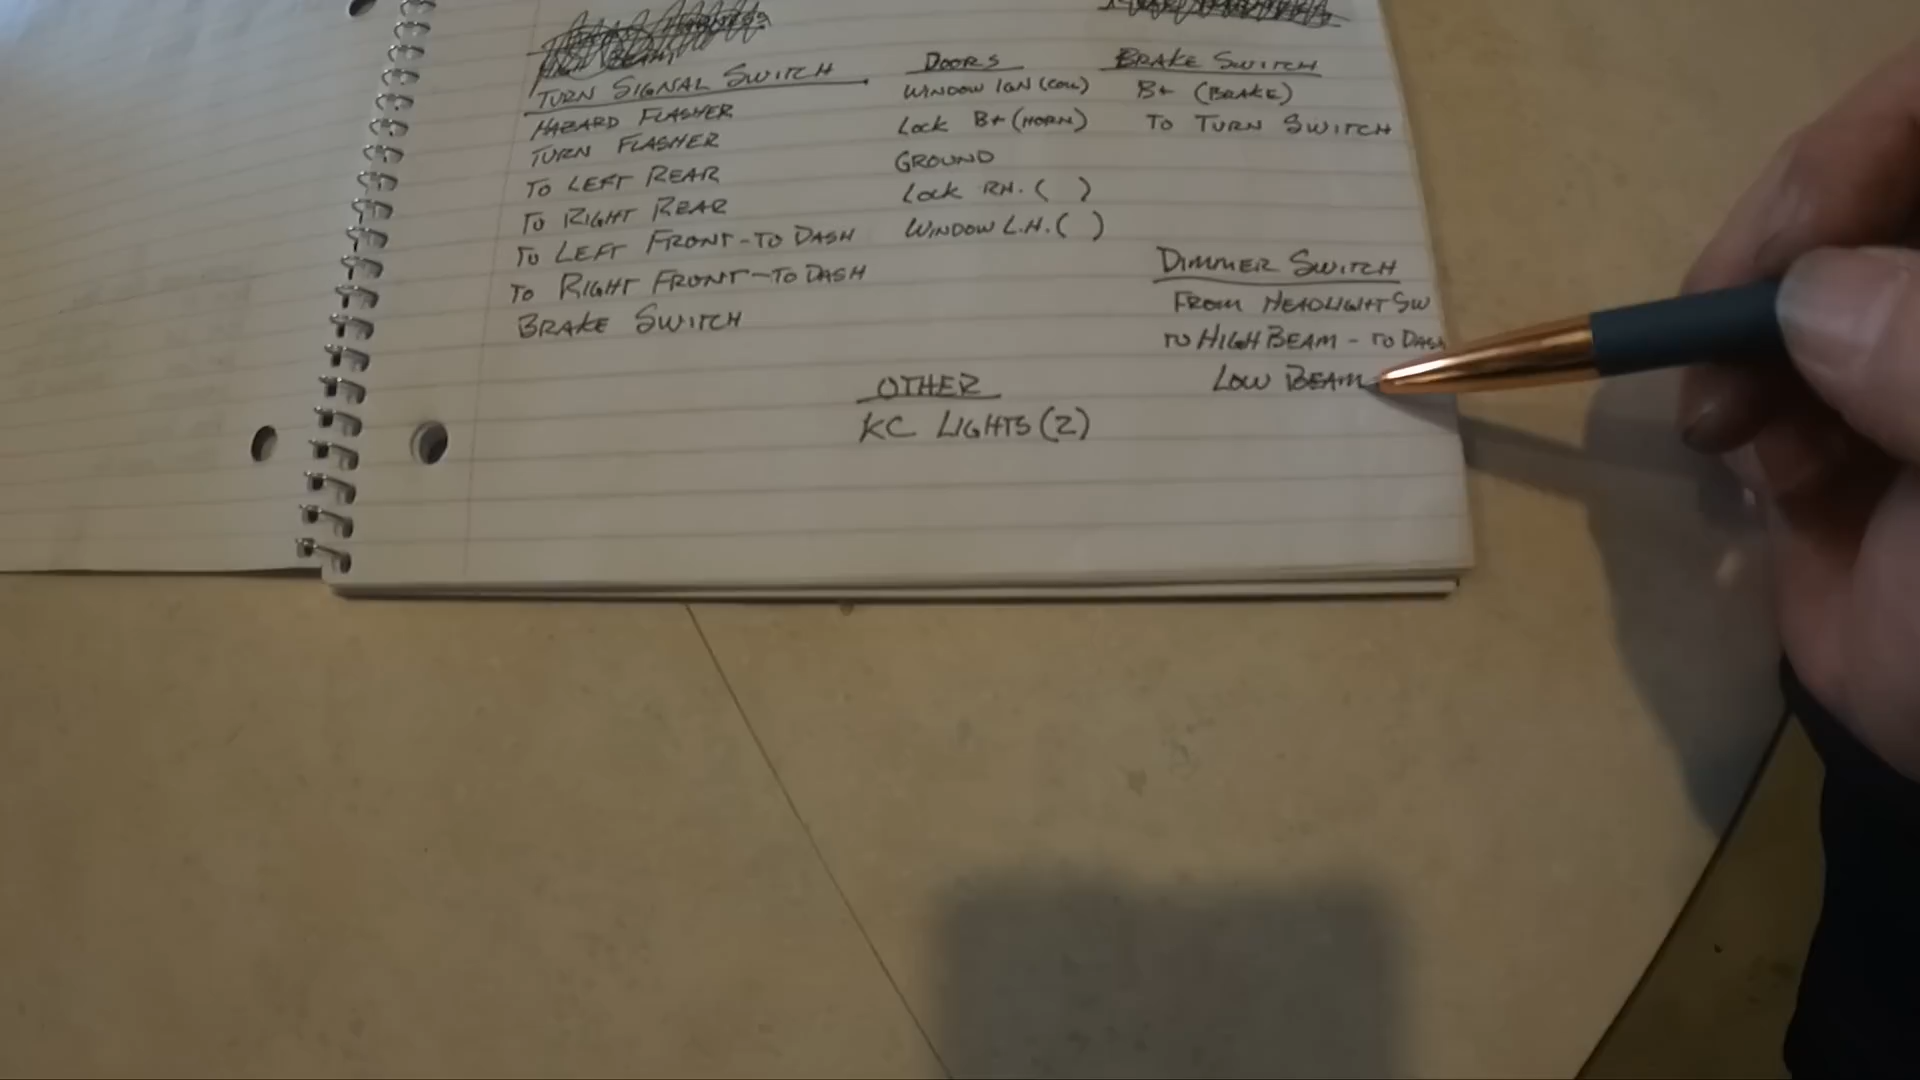 TURN SIGNAL SWITCH
HAZARD FLASHER
TURN FLASHER
TO LEFT REAR
TO RIGHT REAR
TO LEFT FRONT-TO DASH
TO RIGHT FRONT-TO DASH
BRAKE SWITCH
DOORS
WINDOW IGN (COIL)
LOCK B+ (HORN)
GROUND
LOCK RH. ( )
WINDOW L.H. ( )
BRAKE SWITCH
B+ (BRAKE)
TO TURN SWITCH
DIMMER SWITCH
FROM HEADLIGHT SW
TO HIGH BEAM - TO DASH
LOW BEAM
OTHER
KC LIGHTS (2)